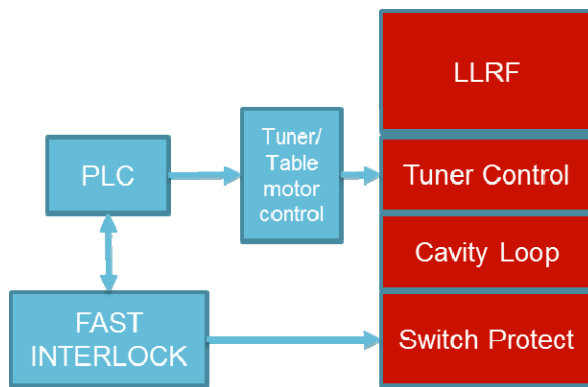 LLRF
PLC
Tuner/
Table
motor
control
Tuner Control
Cavity Loop
FAST
INTERLOCK
Switch Protect